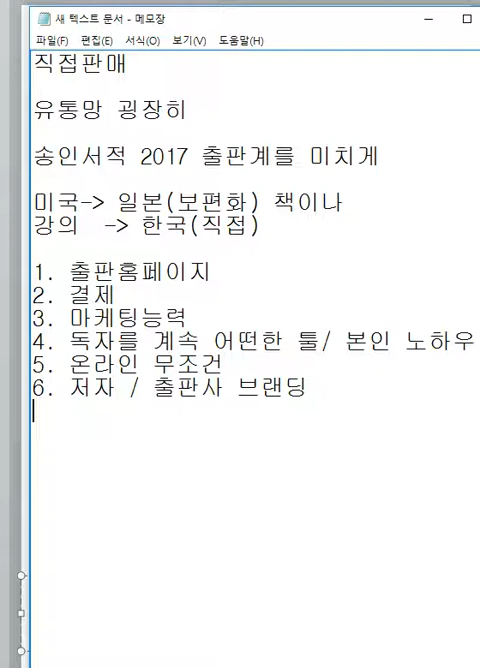 새 텍스트 문서 - 메모장
파일(F) 편집(E) 서식(O) 보기(V) 도움말(H)
직접판매
유통망 굉장히
송인서적 2017 출판계를 미치게
미국-> 일본(보편화) 책이나
강의 -> 한국(직접)
1. 출판홈페이지
2. 결제
3. 마케팅능력
4. 독자를 계속 어떤한 툴/ 본인 노하우
5. 온라인 무조건
6. 저자 / 출판사 브랜딩